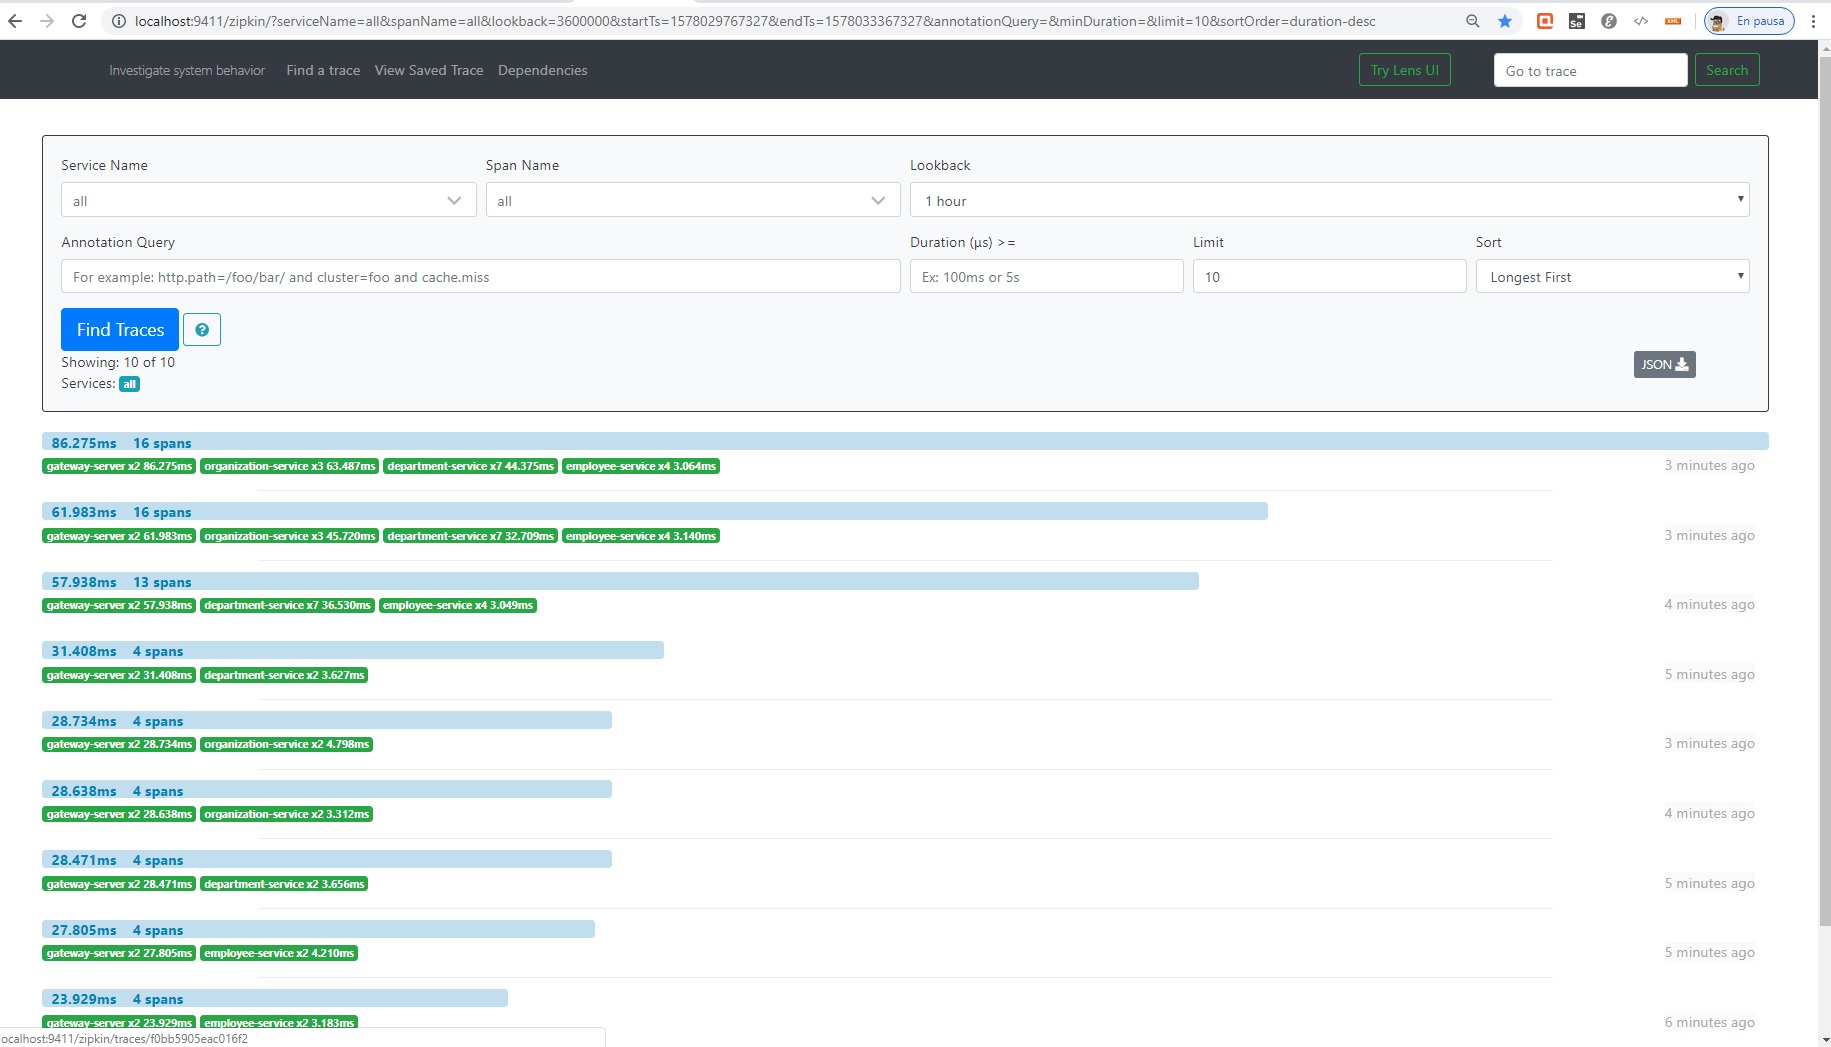 localhost:9411/zipkin/?serviceName=all&spanName=all&lookback=3600000&startTs=1578029767327&endTs=1578033367327&annotationQuery=&minDuration=&limit=10&sortOrder=duration-desc
En pausa
Investigate system behavior Find a trace View Saved Trace Dependencies Try Lens UI Go to trace Search
Service Name Span Name Lookback
all all 1 hour
Annotation Query Duration (μs) >= Limit Sort
For example: http.path=/foo/bar/ and cluster=foo and cache.miss Ex: 100ms or 5s 10 Longest First
Find Traces
Showing: 10 of 10
JSON
Services: all
86.275ms 16 spans
gateway-server x2 86.275ms organization-service x3 63.487ms department-service x7 44.375ms employee-service x4 3.064ms 3 minutes ago
61.983ms 16 spans
gateway-server x2 61.983ms organization-service x3 45.720ms department-service x7 32.709ms employee-service x4 3.140ms 3 minutes ago
57.938ms 13 spans
gateway-server x2 57.938ms department-service x7 36.530ms employee-service x4 3.049ms 4 minutes ago
31.408ms 4 spans
gateway-server x2 31.408ms department-service x2 3.627ms 5 minutes ago
28.734ms 4 spans
gateway-server x2 28.734ms organization-service x2 4.798ms 3 minutes ago
28.638ms 4 spans
gateway-server x2 28.638ms organization-service x2 3.312ms 4 minutes ago
28.471ms 4 spans
gateway-server x2 28.471ms department-service x2 3.656ms 5 minutes ago
27.805ms 4 spans
gateway-server x2 27.805ms employee-service x2 4.210ms 5 minutes ago
23.929ms 4 spans
gateway-server x2 23.929ms employee-service x2 3.183ms 6 minutes ago
ocalhost:9411/zipkin/traces/f0bb5905eac016f2